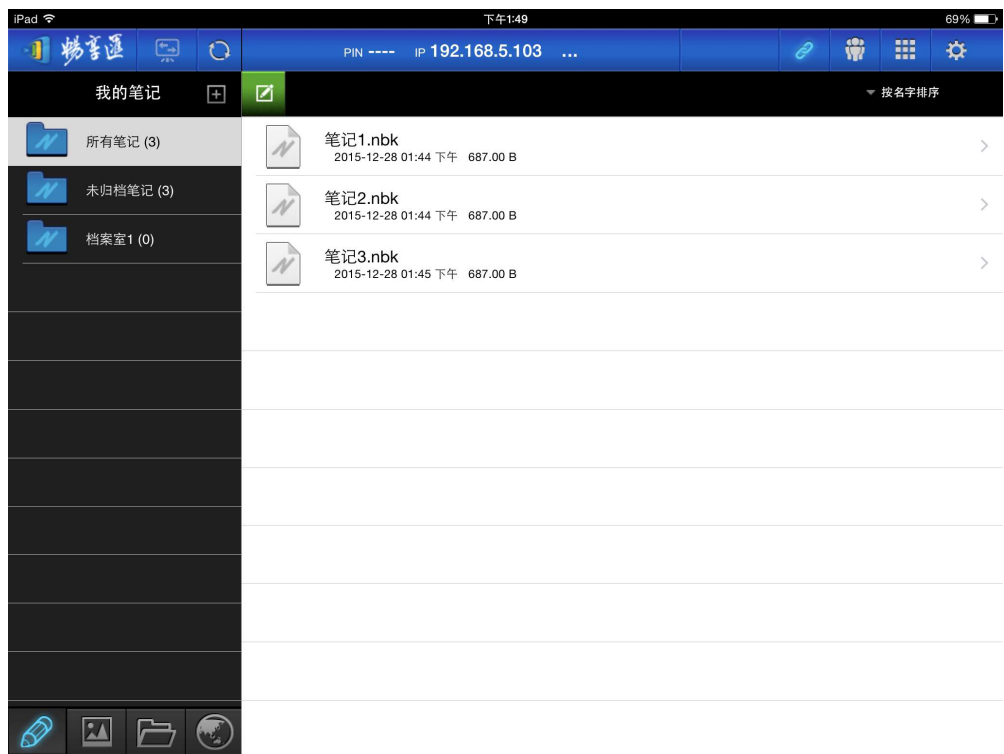 iPad 下午1:49 69%
畅享汇 PIN ---- IP 192.168.5.103 ...
我的笔记 按名字排序
所有笔记 (3)
未归档笔记 (3)
档案室1 (0)
笔记1.nbk
2015-12-28 01:44 下午 687.00 B
笔记2.nbk
2015-12-28 01:44 下午 687.00 B
笔记3.nbk
2015-12-28 01:45 下午 687.00 B